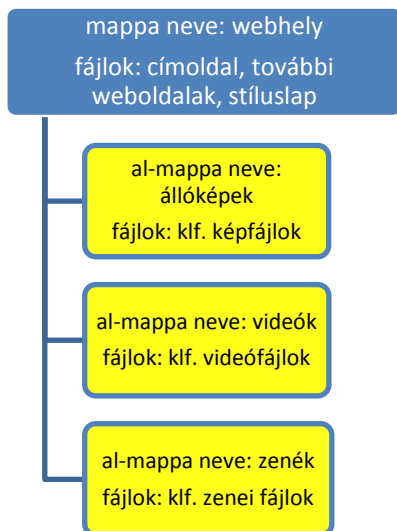 mappa neve: webhely
fájlok: címoldal, további
weboldalak, stíluslap
al-mappa neve:
állóképek
fájlok: klf. képfájlok
al-mappa neve: videók
fájlok: klf. videófájlok
al-mappa neve: zenék
fájlok: klf. zenei fájlok